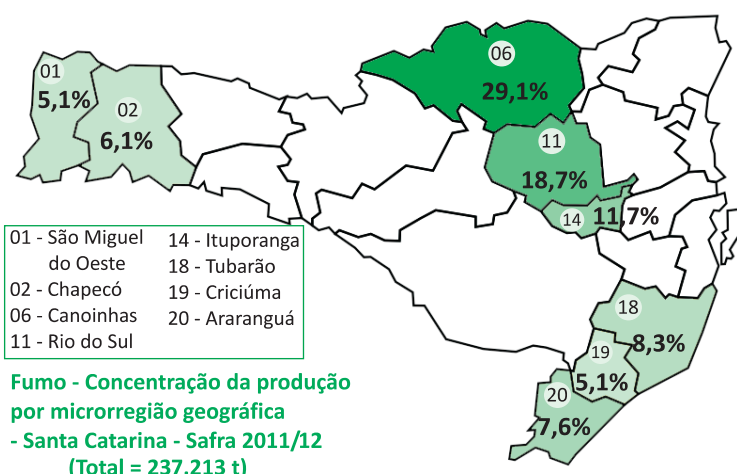 06
29,1%
01
5,1%
02
6,1%
11
18,7%
14
11,7%
01 - São Miguel
do Oeste
02 - Chapecó
06 - Canoinhas
11 - Rio do Sul
14 - Ituporanga
18 - Tubarão
19 - Criciúma
20 - Araranguá
18
8,3%
19
5,1%
20
7,6%
Fumo - Concentração da produção
por microrregião geográfica
- Santa Catarina - Safra 2011/12
(Total = 237.213 t)